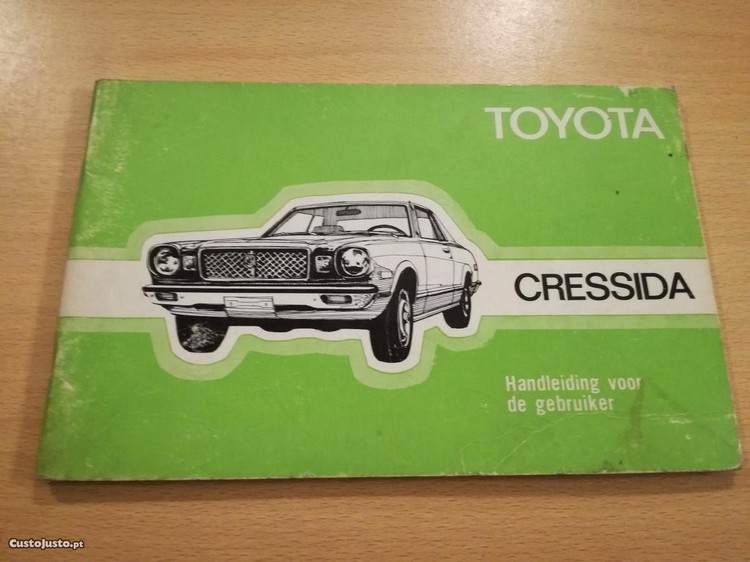 TOYOTA
CRESSIDA
Handleiding voor
de gebruiker
CustoJusto.pt